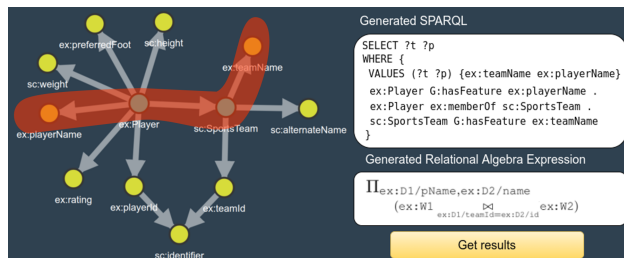 ex:preferredFoot
sc:height
ex:teamName
sc:weight
ex:playerName
ex:Player
sc:SportsTeam
sc:alternateName
ex:rating
ex:playerId
ex:teamId
sc:identifier
Generated SPARQL
SELECT ?t ?p
WHERE {
VALUES (?t ?p) {ex:teamName ex:playerName}
ex:Player G:hasFeature ex:playerName .
ex:Player ex:memberOf sc:SportsTeam .
sc:SportsTeam G:hasFeature ex:teamName
}
Generated Relational Algebra Expression
∏ex:D1/pName,ex:D2/name
(ex:W1 ⋈ ex:W2)
ex:D1/teamId=ex:D2/id
Get results